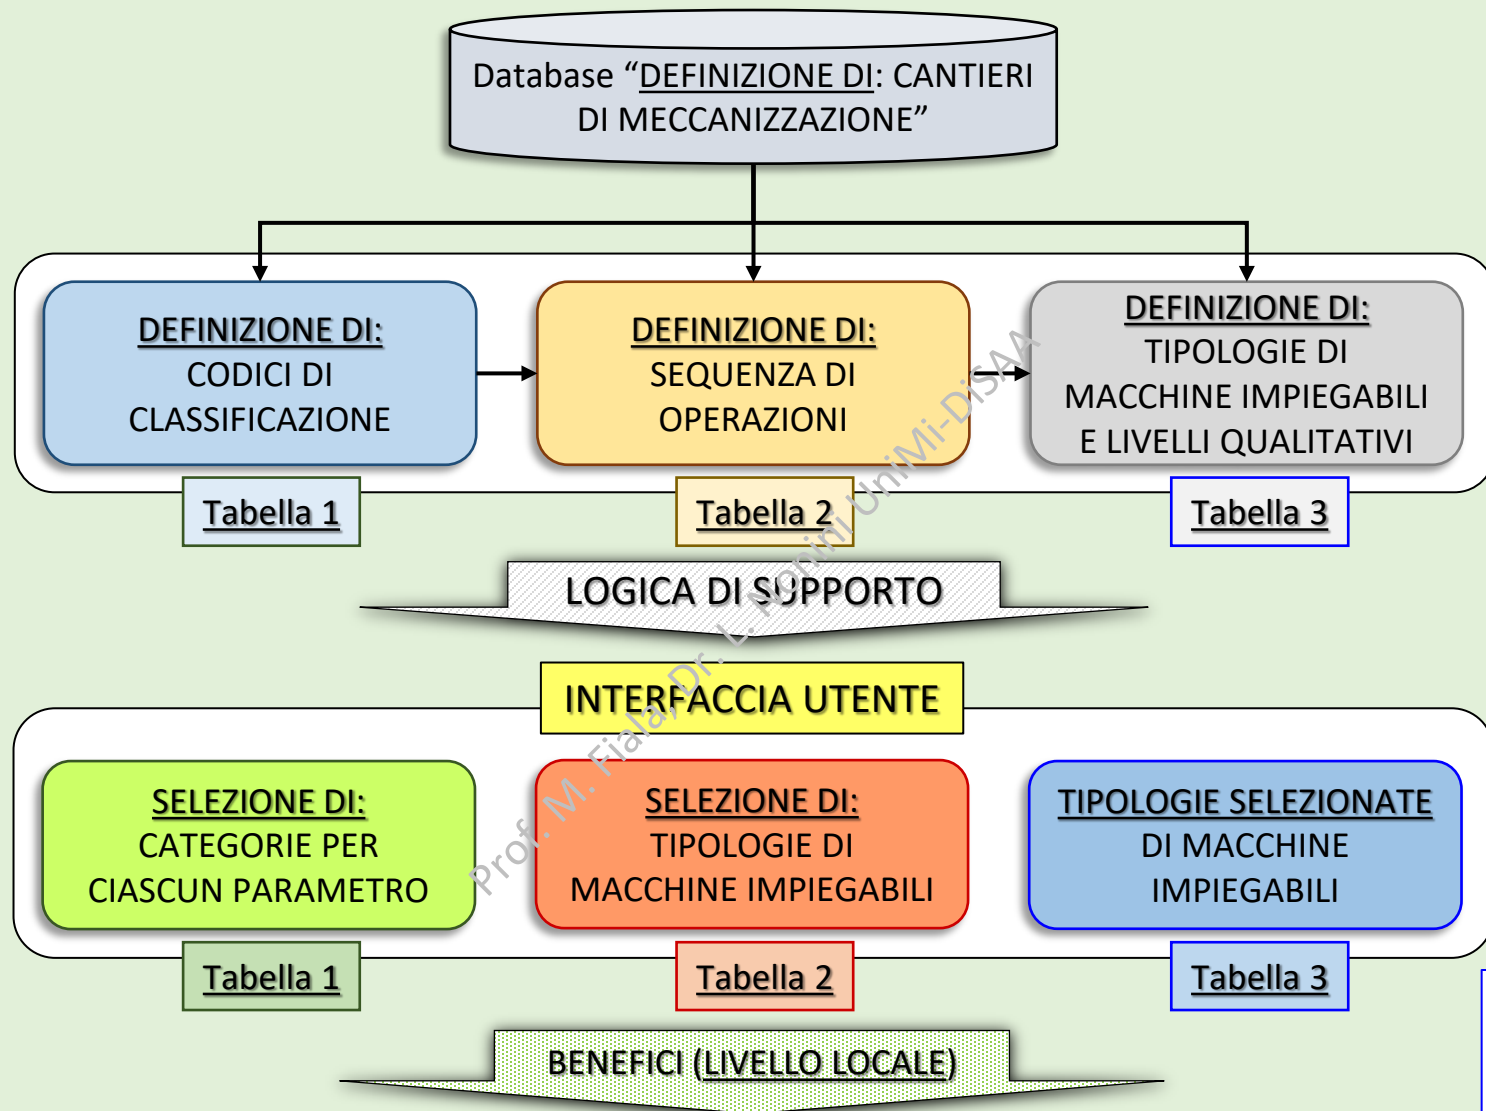 Database “DEFINIZIONE DI: CANTIERI
DI MECCANIZZAZIONE”
DEFINIZIONE DI:
CODICI DI
CLASSIFICAZIONE
DEFINIZIONE DI:
SEQUENZA DI
OPERAZIONI
DEFINIZIONE DI:
TIPOLOGIE DI
MACCHINE IMPIEGABILI
E LIVELLI QUALITATIVI
Tabella 1
Tabella 2
Tabella 3
LOGICA DI SUPPORTO
INTERFACCIA UTENTE
SELEZIONE DI:
CATEGORIE PER
CIASCUN PARAMETRO
SELEZIONE DI:
TIPOLOGIE DI
MACCHINE IMPIEGABILI
TIPOLOGIE SELEZIONATE
DI MACCHINE
IMPIEGABILI
Tabella 1
Tabella 2
Tabella 3
BENEFICI (LIVELLO LOCALE)
Prof. M. Fiala, Dr. L. Nonini UniMi-DiSAA